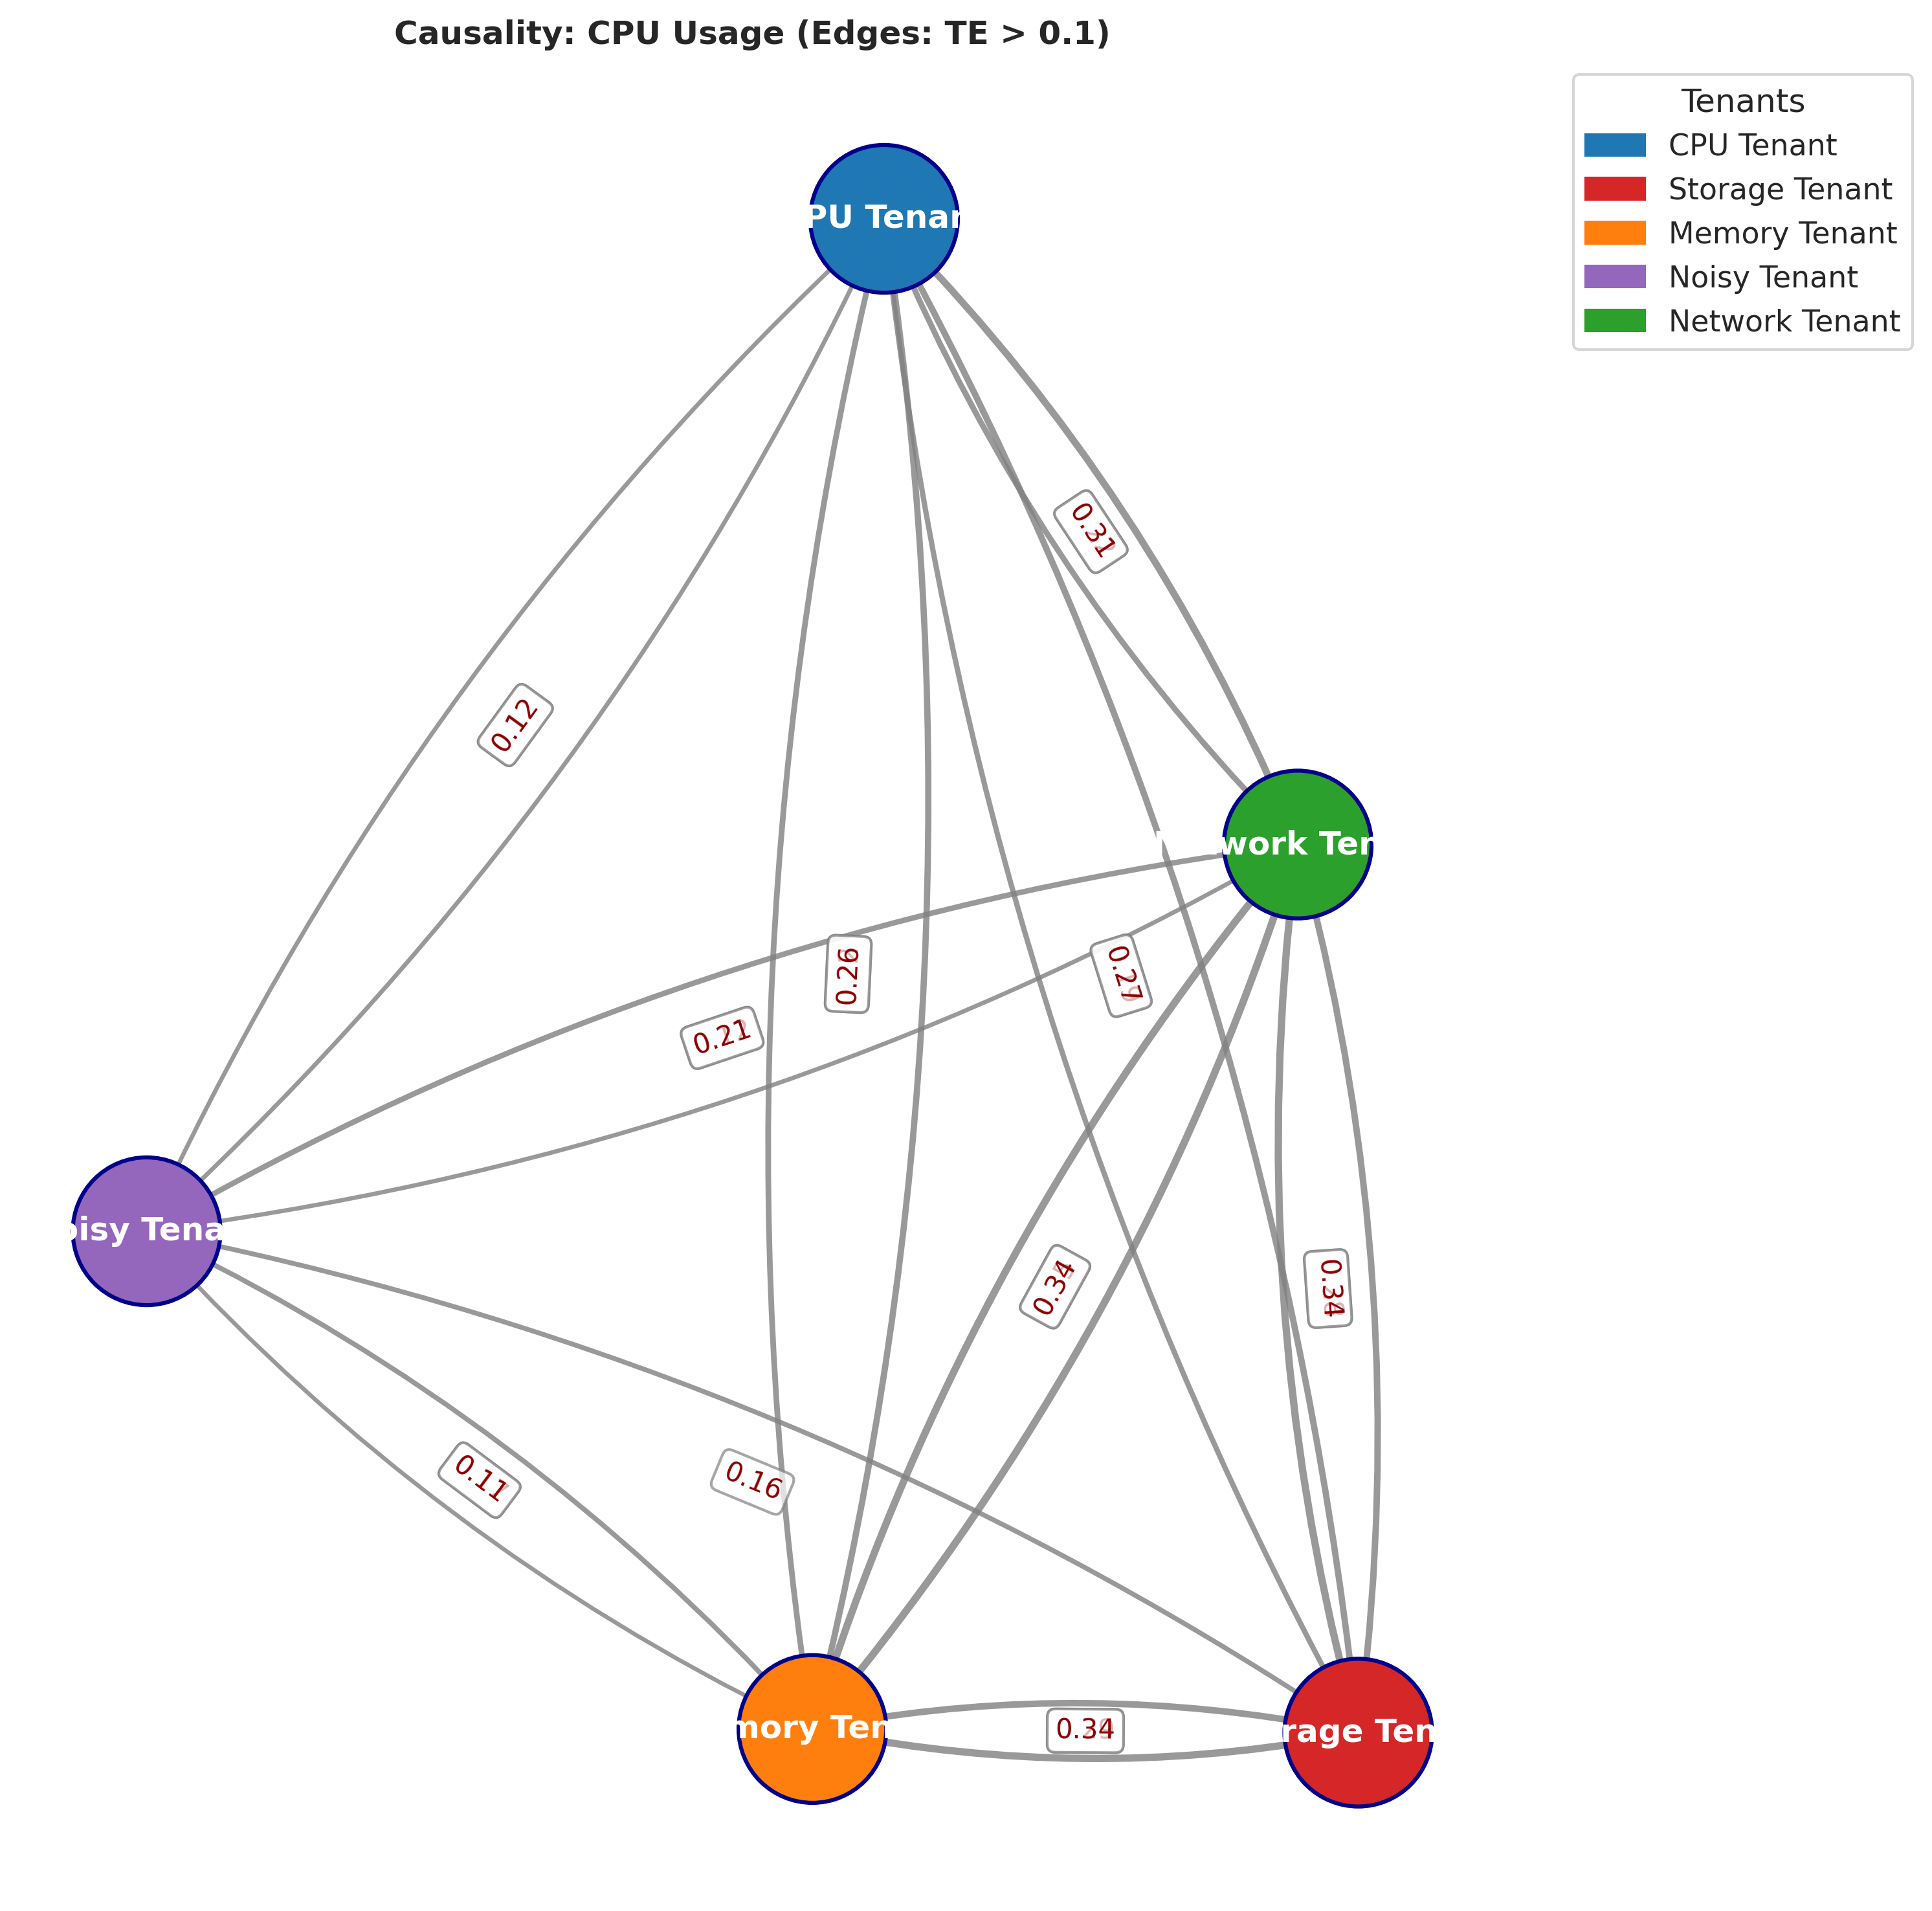 Causality: CPU Usage (Edges: TE > 0.1)
Tenants
CPU Tenant
Storage Tenant
Memory Tenant
Noisy Tenant
Network Tenant
PU Tenan
0.31
0.12
work Ten
0.26
0.27
0.21
oisy Tena
0.34
0.34
0.11
0.16
mory Ten
0.34
rage Ten